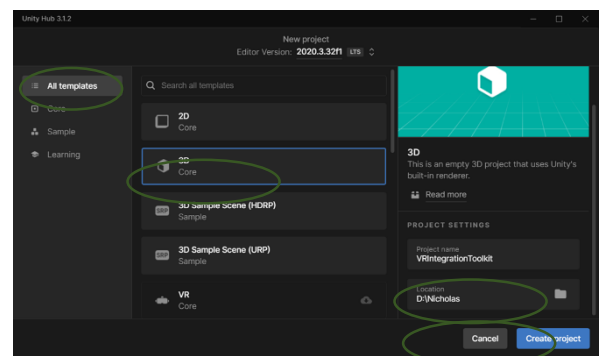 Unity Hub 3.1.2
New project
Editor Version: 2020.3.32f1 LTS
All templates
Core
Sample
Learning
Search all templates
2D
Core
3D
Core
3D Sample Scene (HDRP)
SRP
Sample
3D Sample Scene (URP)
SRP
Sample
VR
Core
3D
This is an empty 3D project that uses Unity's
built-in renderer.
Read more
PROJECT SETTINGS
Project name
VRIntegrationToolkit
Location
D:\Nicholas
Cancel
Create project